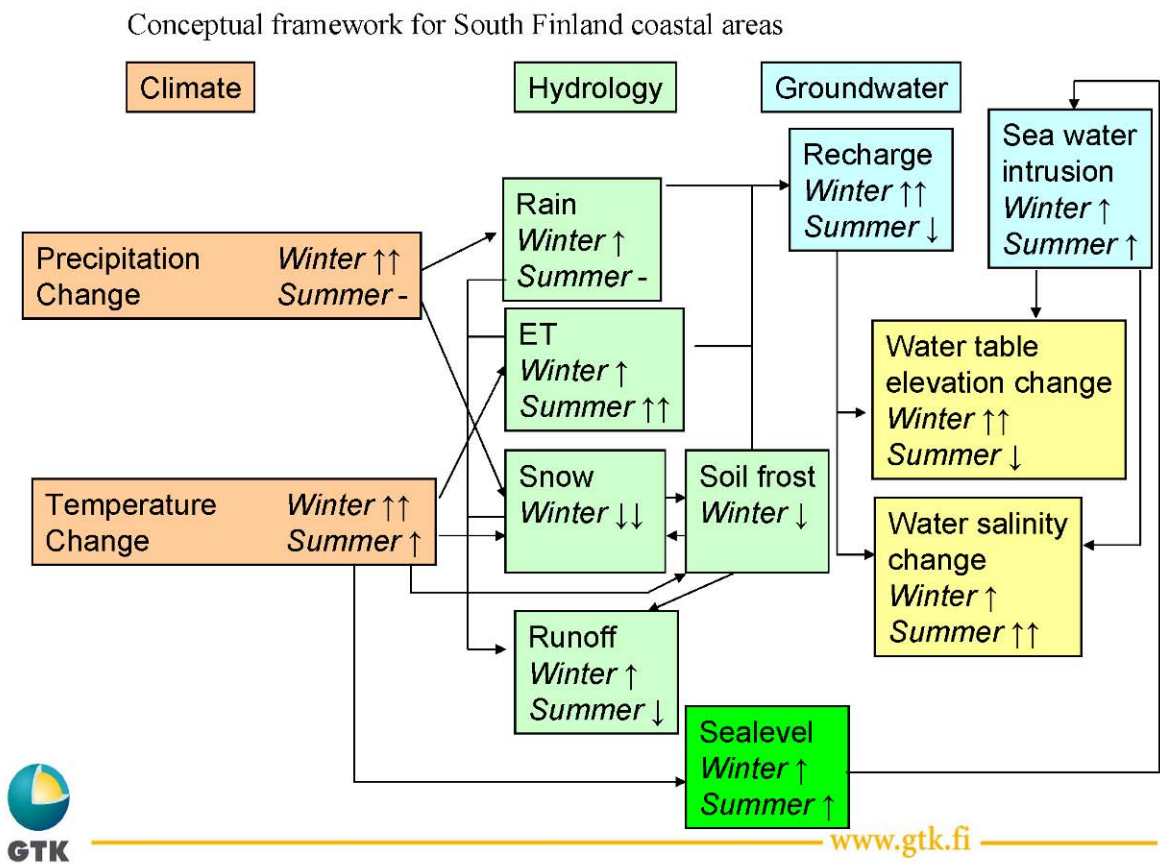 Conceptual framework for South Finland coastal areas
Climate
Hydrology
Groundwater
Precipitation Winter ↑↑
Change Summer -
Temperature Winter ↑↑
Change Summer ↑
Rain
Winter ↑
Summer -
ET
Winter ↑
Summer ↑↑
Snow
Winter ↓↓
Soil frost
Winter ↓
Runoff
Winter ↑
Summer ↓
Sealevel
Winter ↑
Summer ↑
Recharge
Winter ↑↑
Summer ↓
Sea water
intrusion
Winter ↑
Summer ↑
Water table
elevation change
Winter ↑↑
Summer ↓
Water salinity
change
Winter ↑
Summer ↑↑
GTK
www.gtk.fi